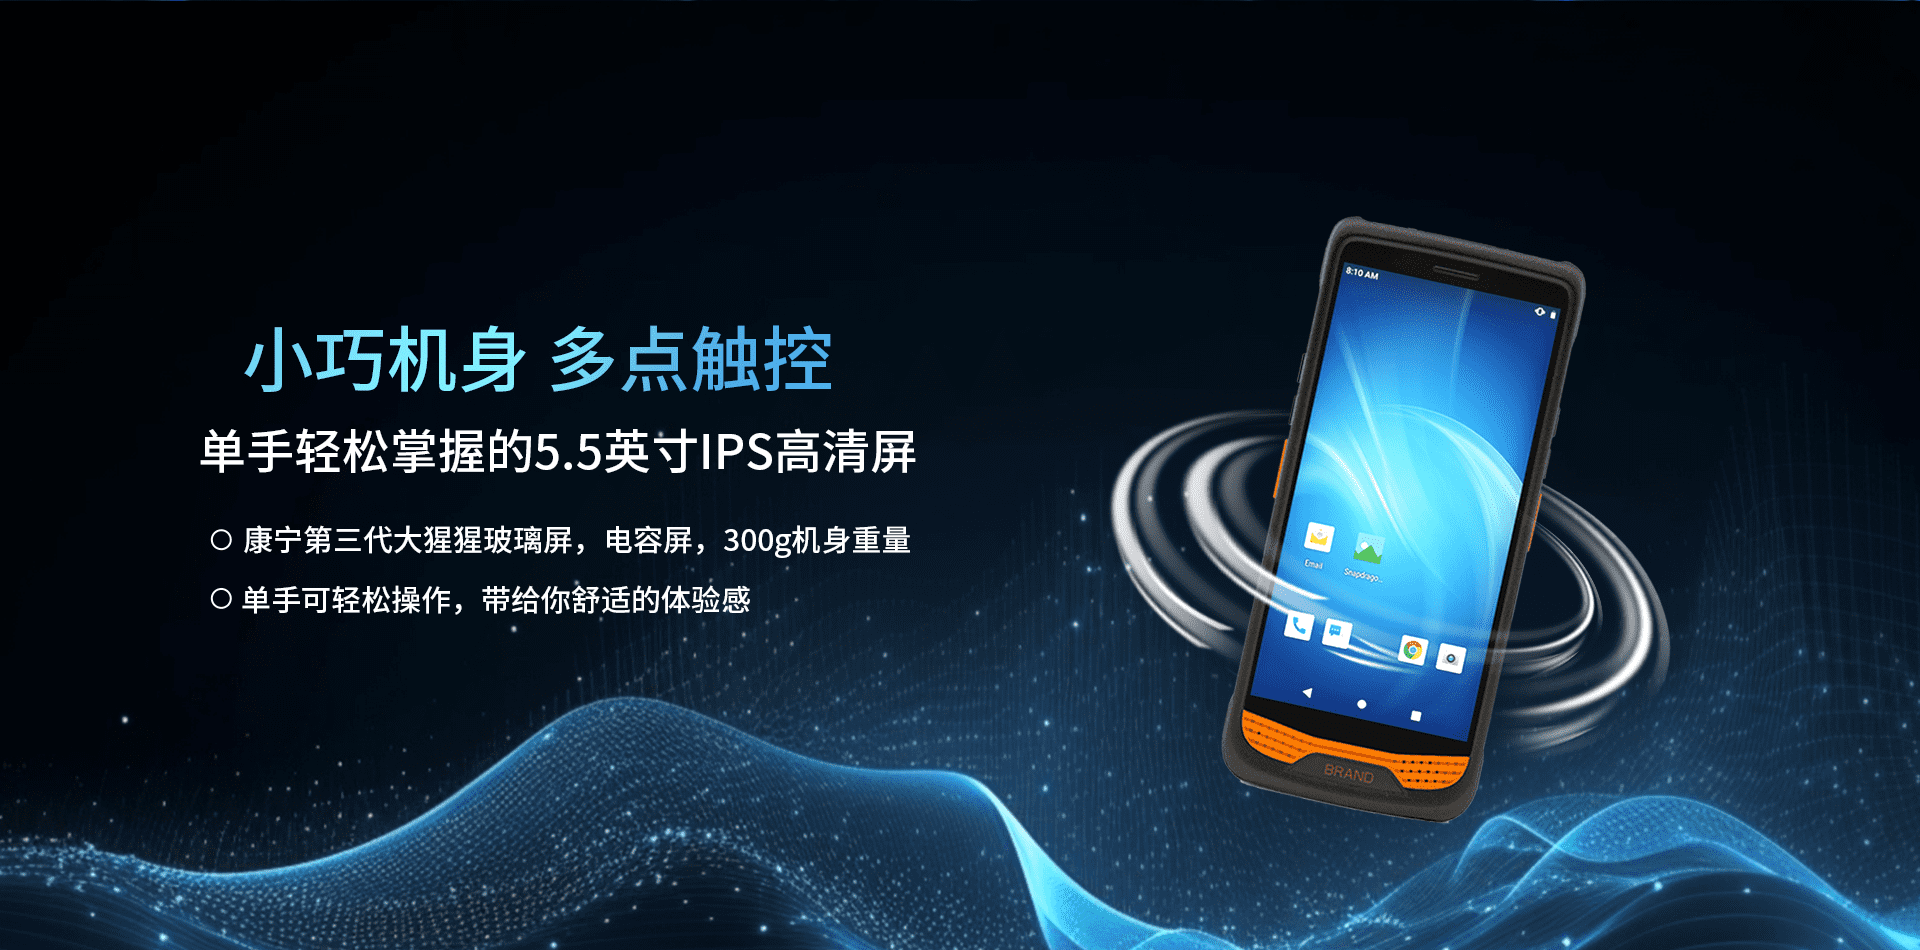 小巧机身 多点触控
单手轻松掌握的5.5英寸IPS高清屏
康宁第三代大猩猩玻璃屏，电容屏，300g机身重量
单手可轻松操作，带给你舒适的体验感
8:10 AM
Email
Snapdrago...
BRAND